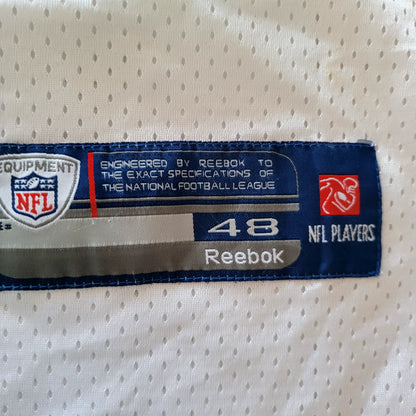 EQUIPMENT
NFL
ENGINEERED BY REEBOK TO
THE EXACT SPECIFICATIONS OF
THE NATIONAL FOOTBALL LEAGUE
48
Reebok
NFL PLAYERS